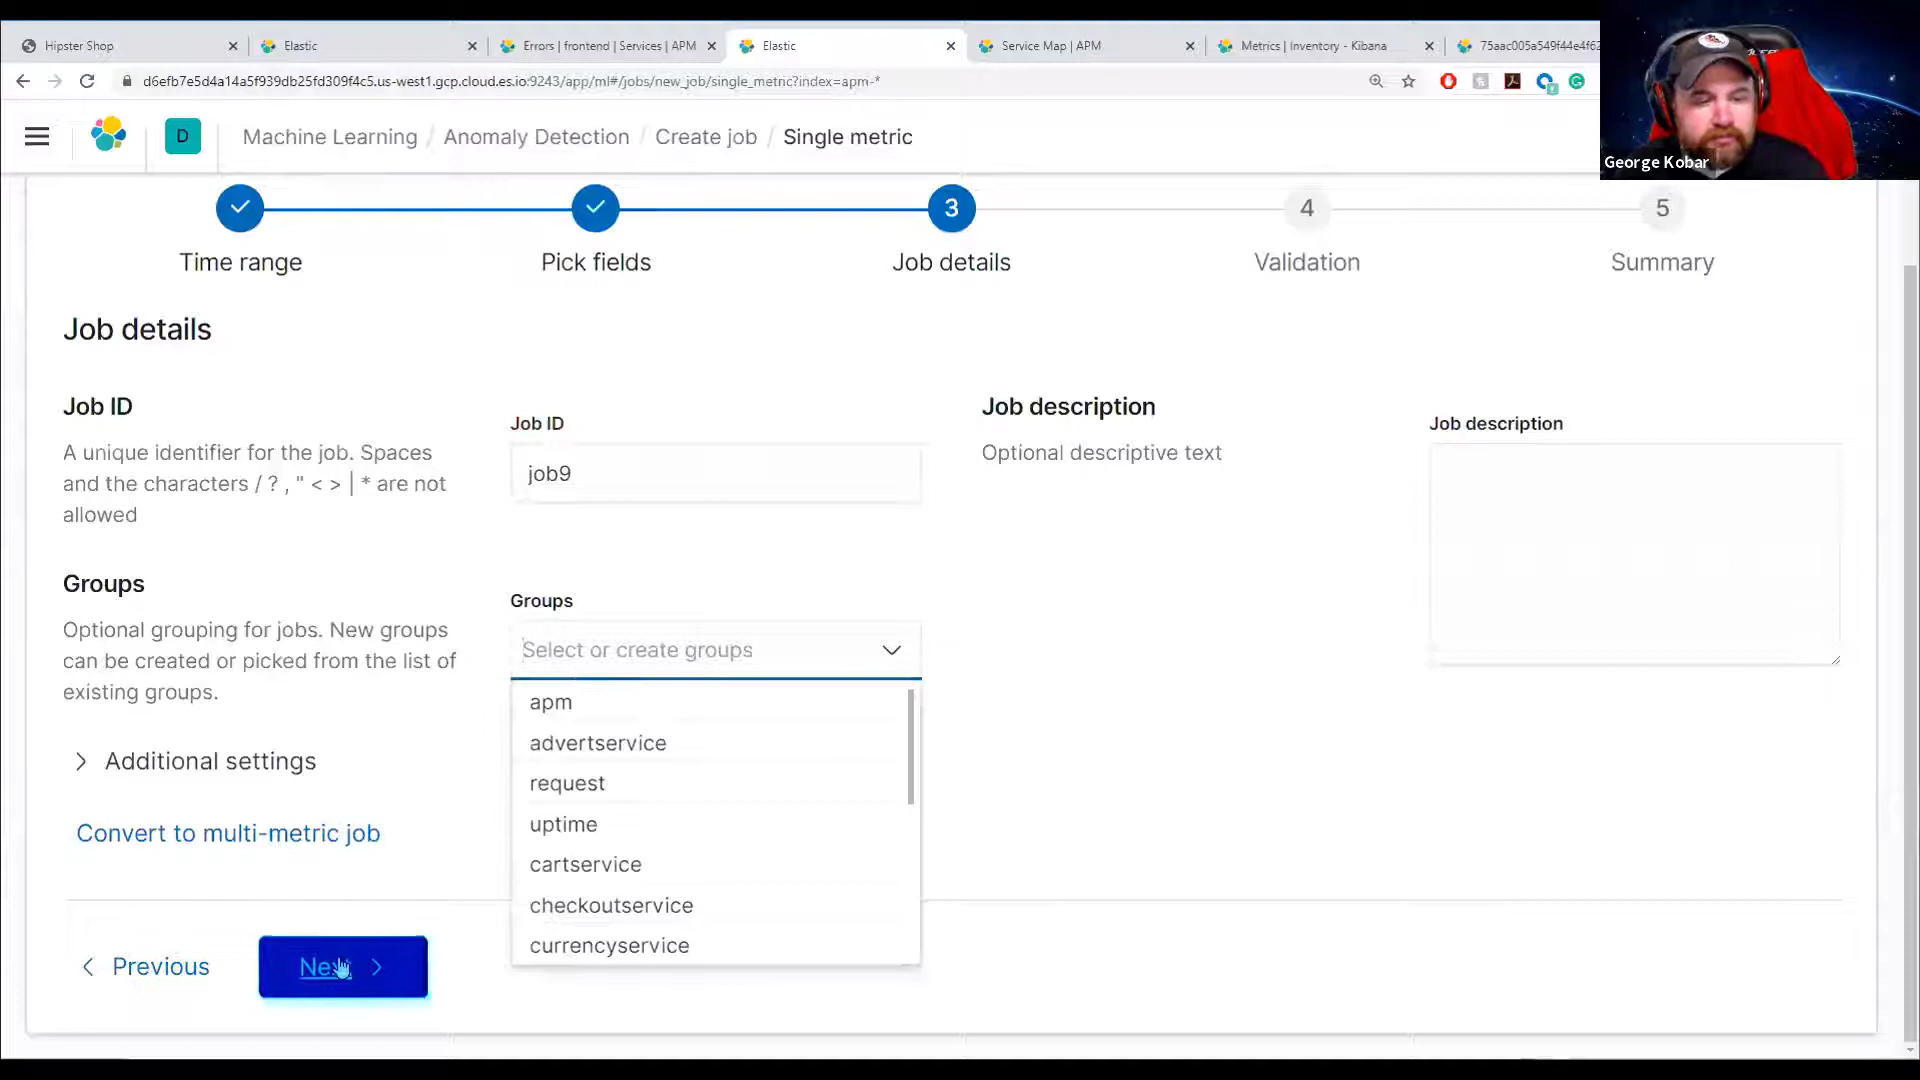 Hipster Shop
Elastic
Errors | frontend | Services | APM
Elastic
Service Map | APM
Metrics | Inventory - Kibana
75aac005a549f44e4f62
d6efb7e5d4a14a5f939db25fd309f4c5.us-west1.gcp.cloud.es.io:9243/app/ml#/jobs/new_job/single_metric?index=apm-*
D
Machine Learning / Anomaly Detection / Create job / Single metric
George Kobar
3
4
5
Time range
Pick fields
Job details
Validation
Summary
Job details
Job ID
A unique identifier for the job. Spaces
and the characters / ? , " < > | * are not
allowed
Job ID
job9
Job description
Optional descriptive text
Job description
Groups
Optional grouping for jobs. New groups
can be created or picked from the list of
existing groups.
Groups
Select or create groups
apm
advertservice
request
uptime
cartservice
checkoutservice
currencyservice
Additional settings
Convert to multi-metric job
Previous
Next